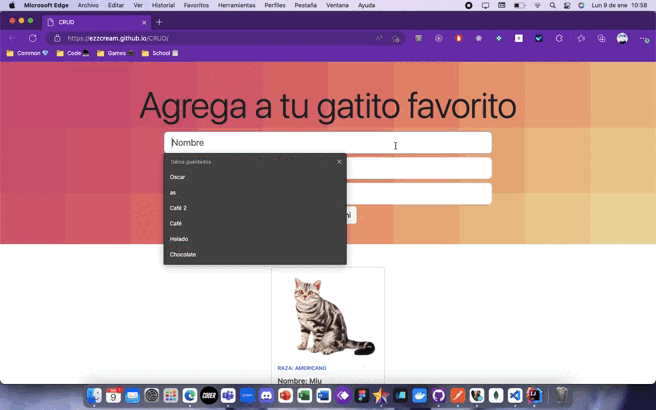 Microsoft Edge Archivo Editar Ver Historial Favoritos Herramientas Perfiles Pestaña Ventana Ayuda Lun 9 de ene 10:58
CRUD
https://ezzcream.github.io/CRUD/
Common Code Games School
Agrega a tu gatito favorito
Nombre
Datos guardados
Oscar
as
Café 2
Café
Helado
Chocolate
RAZA: AMERICANO
Nombre: Miu